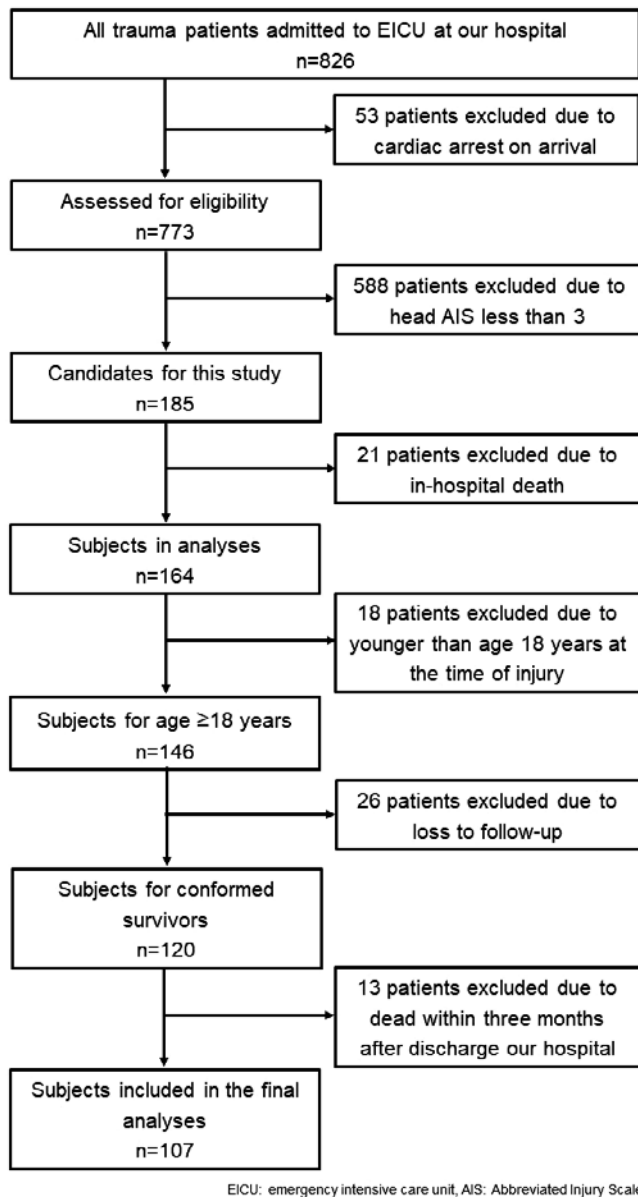 All trauma patients admitted to EICU at our hospital
n=826
53 patients excluded due to
cardiac arrest on arrival
Assessed for eligibility
n=773
588 patients excluded due to
head AIS less than 3
Candidates for this study
n=185
21 patients excluded due to
in-hospital death
Subjects in analyses
n=164
18 patients excluded due to
younger than age 18 years at
the time of injury
Subjects for age ≥18 years
n=146
26 patients excluded due to
loss to follow-up
Subjects for conformed
survivors
n=120
13 patients excluded due to
dead within three months
after discharge our hospital
Subjects included in the final
analyses
n=107
EICU: emergency intensive care unit, AIS: Abbreviated Injury Scale